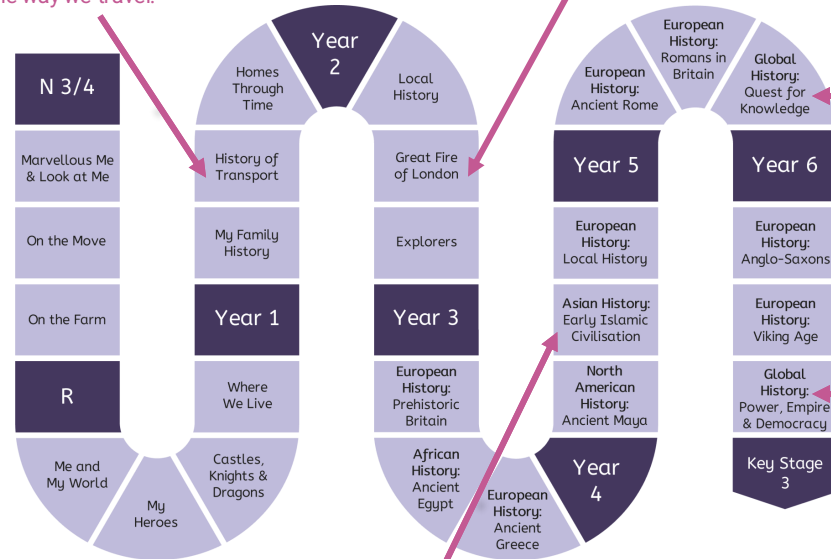 the way we travel.
N 3/4
Marvellous Me
& Look at Me
On the Move
On the Farm
R
Me and
My World
My
Heroes
Castles,
Knights &
Dragons
Where
We Live
Year 1
My Family
History
History of
Transport
Homes
Through
Time
Year
2
Local
History
Great Fire
of London
Explorers
Year 3
European
History:
Prehistoric
Britain
African
History:
Ancient
Egypt
European
History:
Ancient
Greece
Year
4
North
American
History:
Ancient Maya
Asian History:
Early Islamic
Civilisation
European
History:
Local History
Year 5
European
History:
Ancient Rome
European
History:
Romans in
Britain
Global
History:
Quest for
Knowledge
Year 6
European
History:
Anglo-Saxons
European
History:
Viking Age
Global
History:
Power, Empire
& Democracy
Key Stage
3